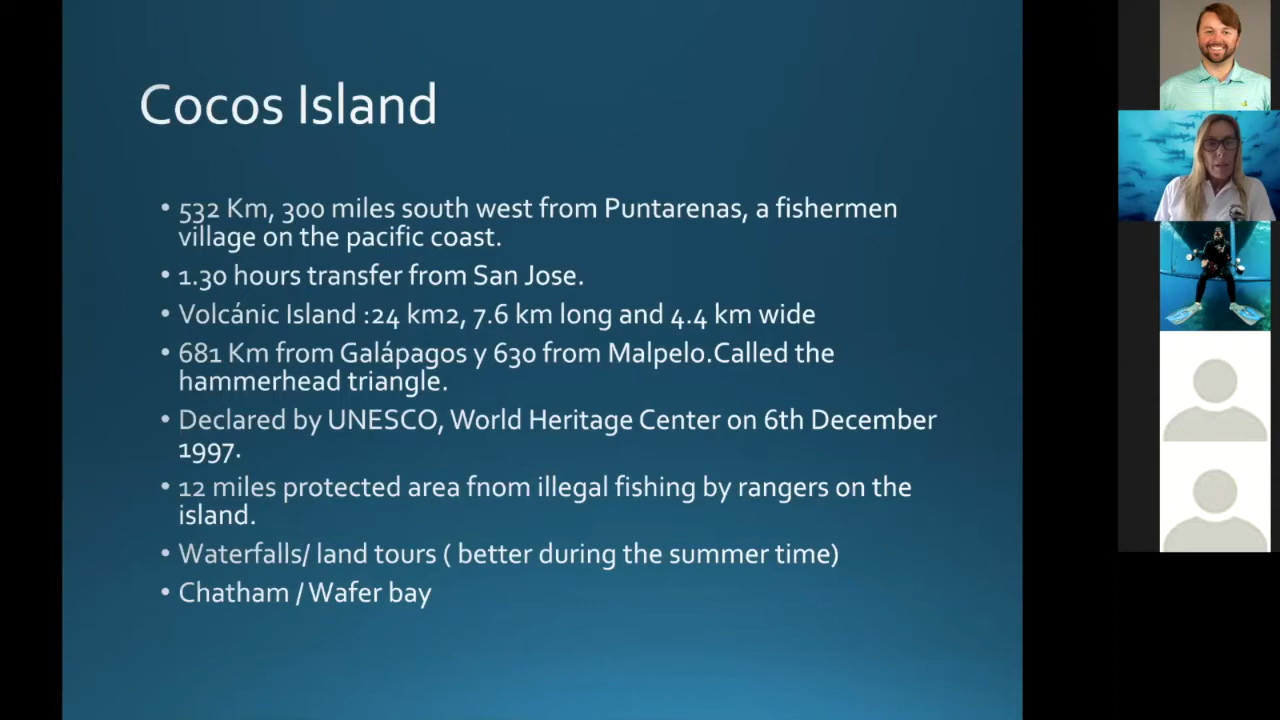 Cocos Island
• 532 Km, 300 miles south west from Puntarenas, a fishermen
village on the pacific coast.
• 1.30 hours transfer from San Jose.
• Volcánic Island :24 km2, 7.6 km long and 4.4 km wide
• 681 Km from Galápagos y 630 from Malpelo.Called the
hammerhead triangle.
• Declared by UNESCO, World Heritage Center on 6th December
1997.
• 12 miles protected area fnom illegal fishing by rangers on the
island.
• Waterfalls/ land tours ( better during the summer time)
• Chatham / Wafer bay